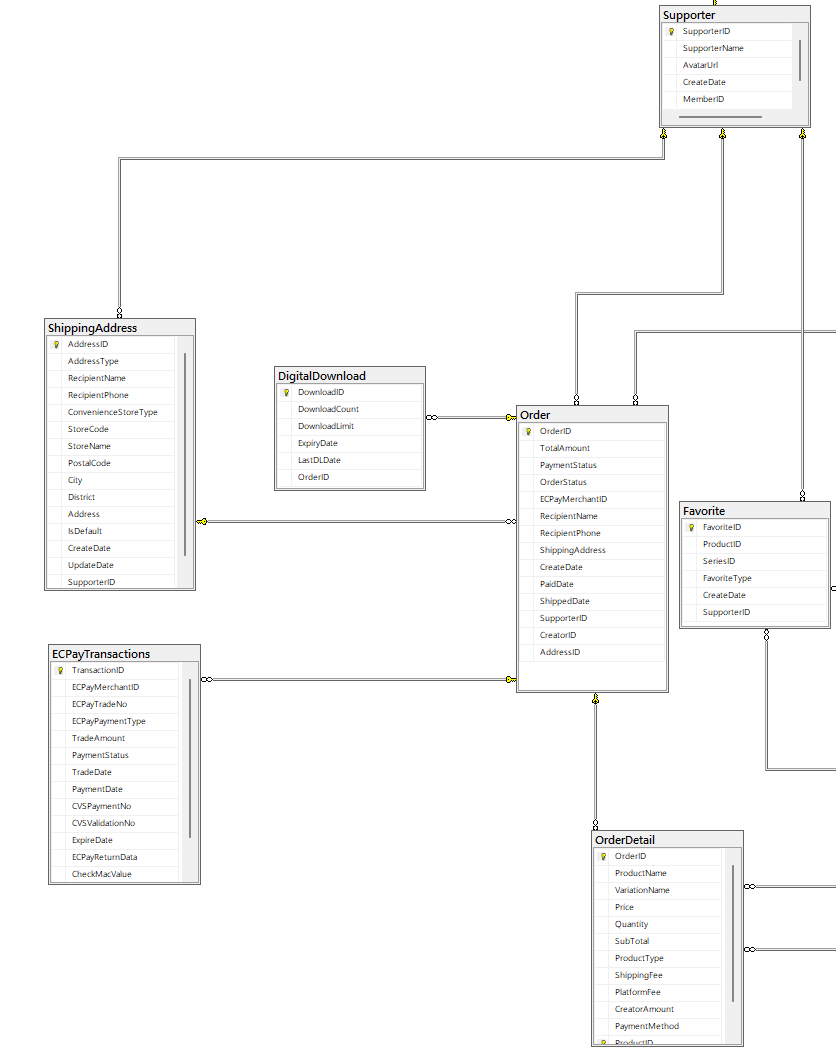 Supporter
SupporterID
SupporterName
AvatarUrl
CreateDate
MemberID
ShippingAddress
AddressID
AddressType
RecipientName
RecipientPhone
ConvenienceStoreType
StoreCode
StoreName
PostalCode
City
District
Address
IsDefault
CreateDate
UpdateDate
SupporterID
DigitalDownload
DownloadID
DownloadCount
DownloadLimit
ExpiryDate
LastDLDate
OrderID
Order
OrderID
TotalAmount
PaymentStatus
OrderStatus
ECPayMerchantID
RecipientName
RecipientPhone
ShippingAddress
CreateDate
PaidDate
ShippedDate
SupporterID
CreatorID
AddressID
Favorite
FavoriteID
ProductID
SeriesID
FavoriteType
CreateDate
SupporterID
ECPayTransactions
TransactionID
ECPayMerchantID
ECPayTradeNo
ECPayPaymentType
TradeAmount
PaymentStatus
TradeDate
PaymentDate
CVSPaymentNo
CVSValidationNo
ExpireDate
ECPayReturnData
CheckMacValue
OrderDetail
OrderID
ProductName
VariationName
Price
Quantity
SubTotal
ProductType
ShippingFee
PlatformFee
CreatorAmount
PaymentMethod
ProductID